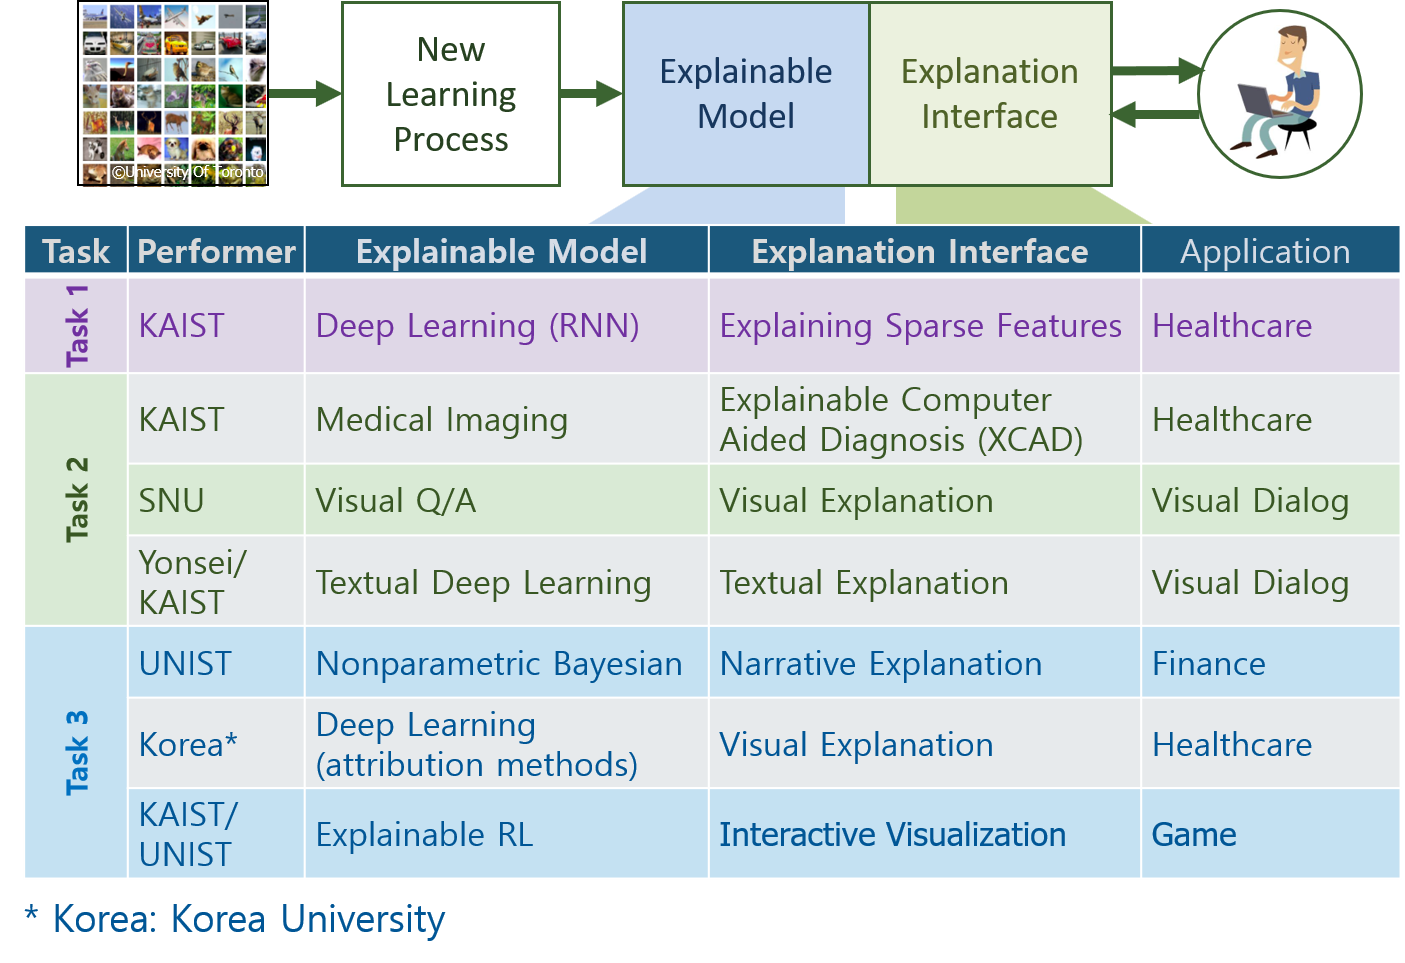 New
Learning
Process
Explainable
Model
Explanation
Interface
©University Of Toronto
Task Performer Explainable Model Explanation Interface Application
Task 1
KAIST Deep Learning (RNN) Explaining Sparse Features Healthcare
Task 2
KAIST Medical Imaging Explainable Computer
Aided Diagnosis (XCAD) Healthcare
SNU Visual Q/A Visual Explanation Visual Dialog
Yonsei/
KAIST Textual Deep Learning Textual Explanation Visual Dialog
Task 3
UNIST Nonparametric Bayesian Narrative Explanation Finance
Korea* Deep Learning
(attribution methods) Visual Explanation Healthcare
KAIST/
UNIST Explainable RL Interactive Visualization Game
* Korea: Korea University